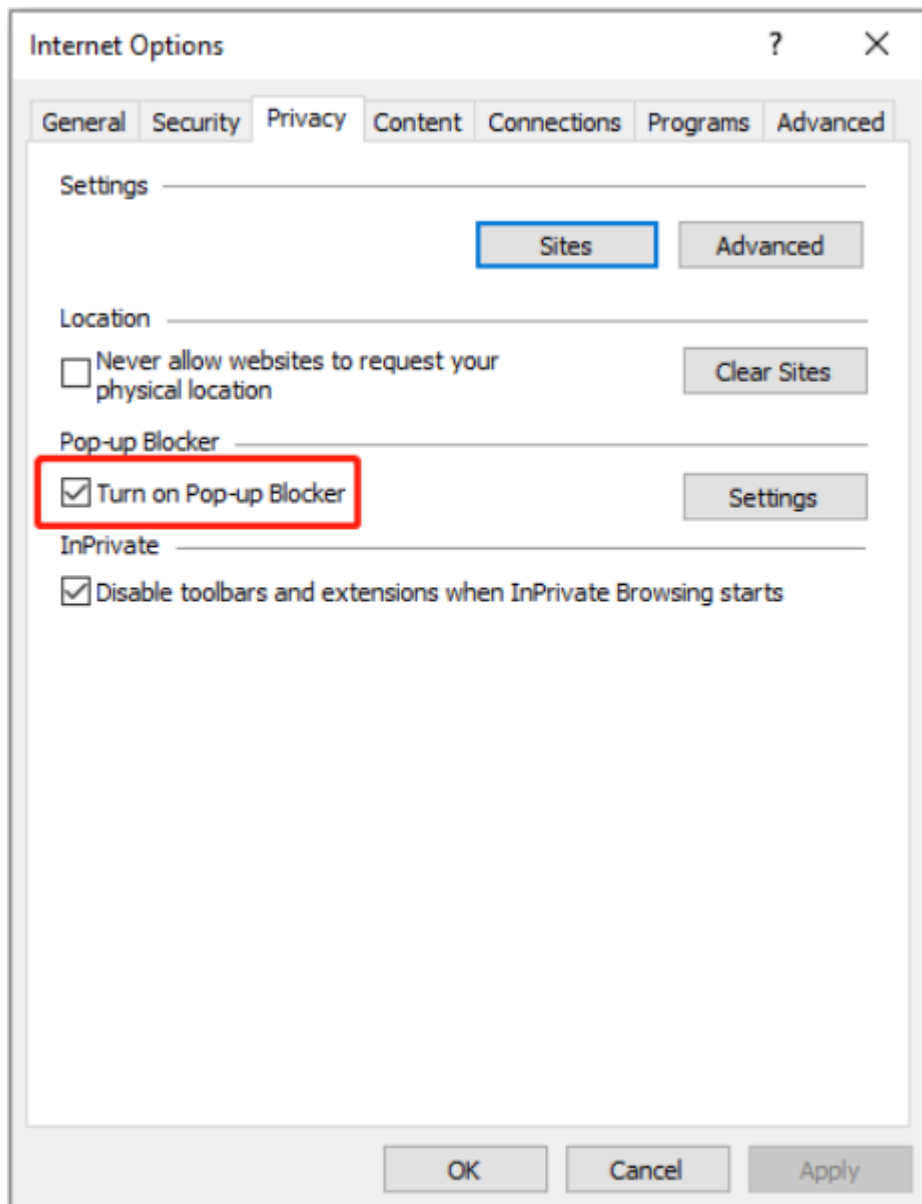 Internet Options ?
General Security Privacy Content Connections Programs Advanced
Settings
Sites Advanced
Location
Never allow websites to request your
physical location
Clear Sites
Pop-up Blocker
Turn on Pop-up Blocker Settings
InPrivate
Disable toolbars and extensions when InPrivate Browsing starts
OK Cancel Apply